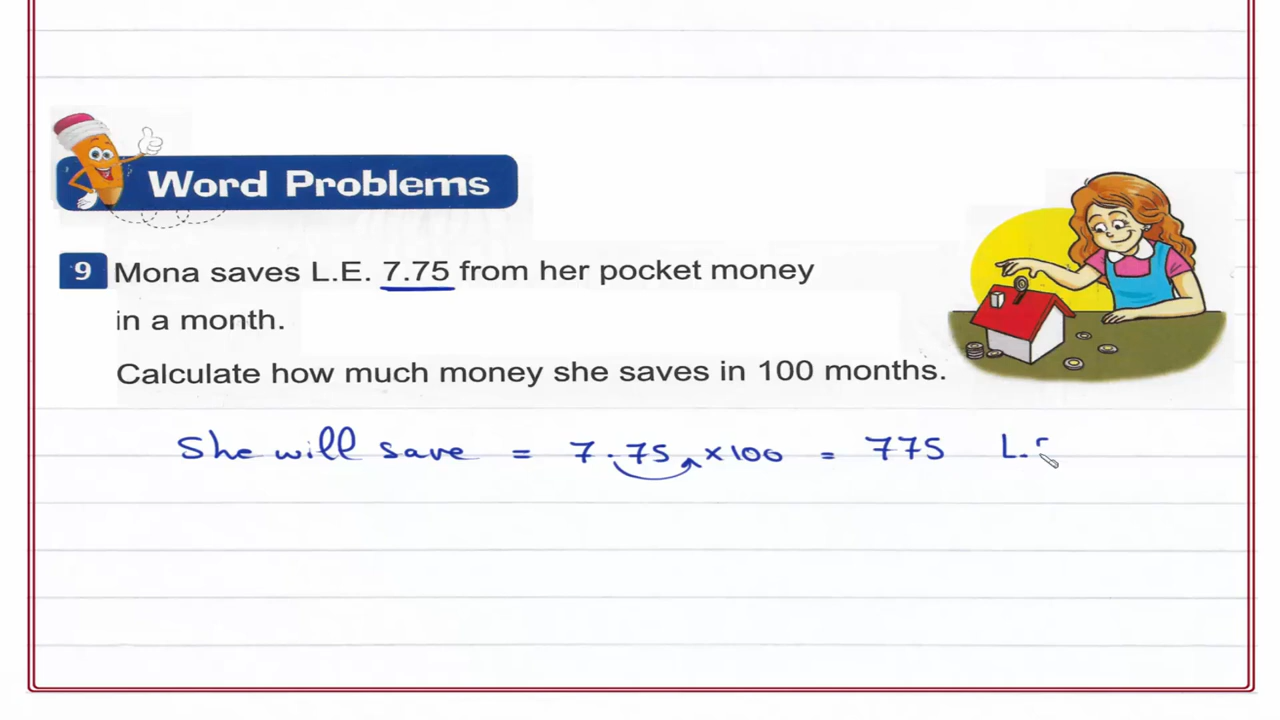 Word Problems
9 Mona saves L.E. 7.75 from her pocket money
in a month.
Calculate how much money she saves in 100 months.
She will save = 7.75 ×100 = 775 L.